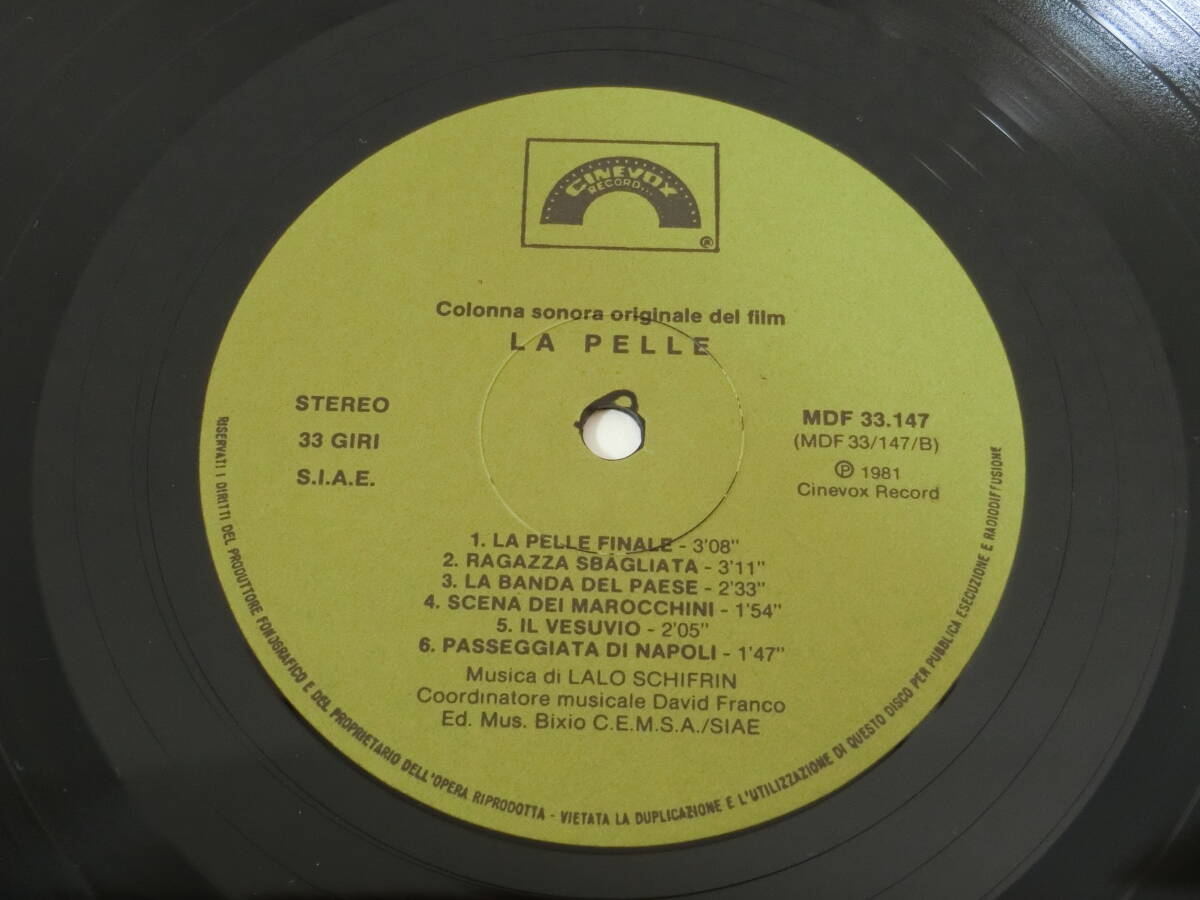 CINEVOX
RECORD...
®
Colonna sonora originale del film
LA PELLE
STEREO
33 GIRI
S.I.A.E.
MDF 33.147
(MDF 33/147/B)
℗ 1981
Cinevox Record
1. LA PELLE FINALE - 3'08"
2. RAGAZZA SBAGLIATA - 3'11"
3. LA BANDA DEL PAESE - 2'33"
4. SCENA DEI MAROCCHINI - 1'54"
5. IL VESUVIO - 2'05"
6. PASSEGGIATA DI NAPOLI - 1'47"
Musica di LALO SCHIFRIN
Coordinatore musicale David Franco
Ed. Mus. Bixio C.E.M.S.A./SIAE
RISERVATI I DIRITTI DEL PRODUTTORE FONOGRAFICO E DEL PROPRIETARIO DELL'OPERA RIPRODOTTA - VIETATA LA DUPLICAZIONE E L'UTILIZZAZIONE DI QUESTO DISCO PER PUBBLICA ESECUZIONE E RADIODIFFUSIONE